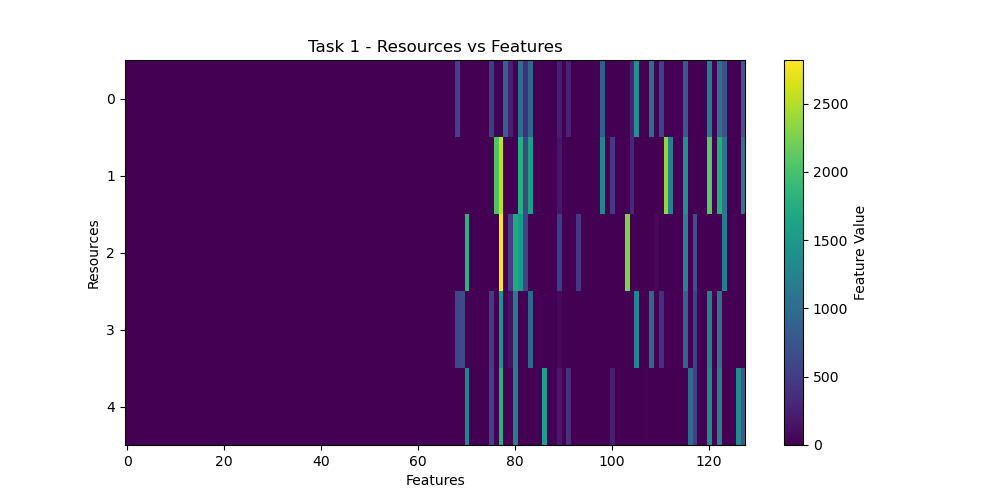 Task 1 - Resources vs Features
Resources
0
1
2
3
4
0 20 40 60 80 100 120
Features
2500
2000
1500
1000
500
0
Feature Value